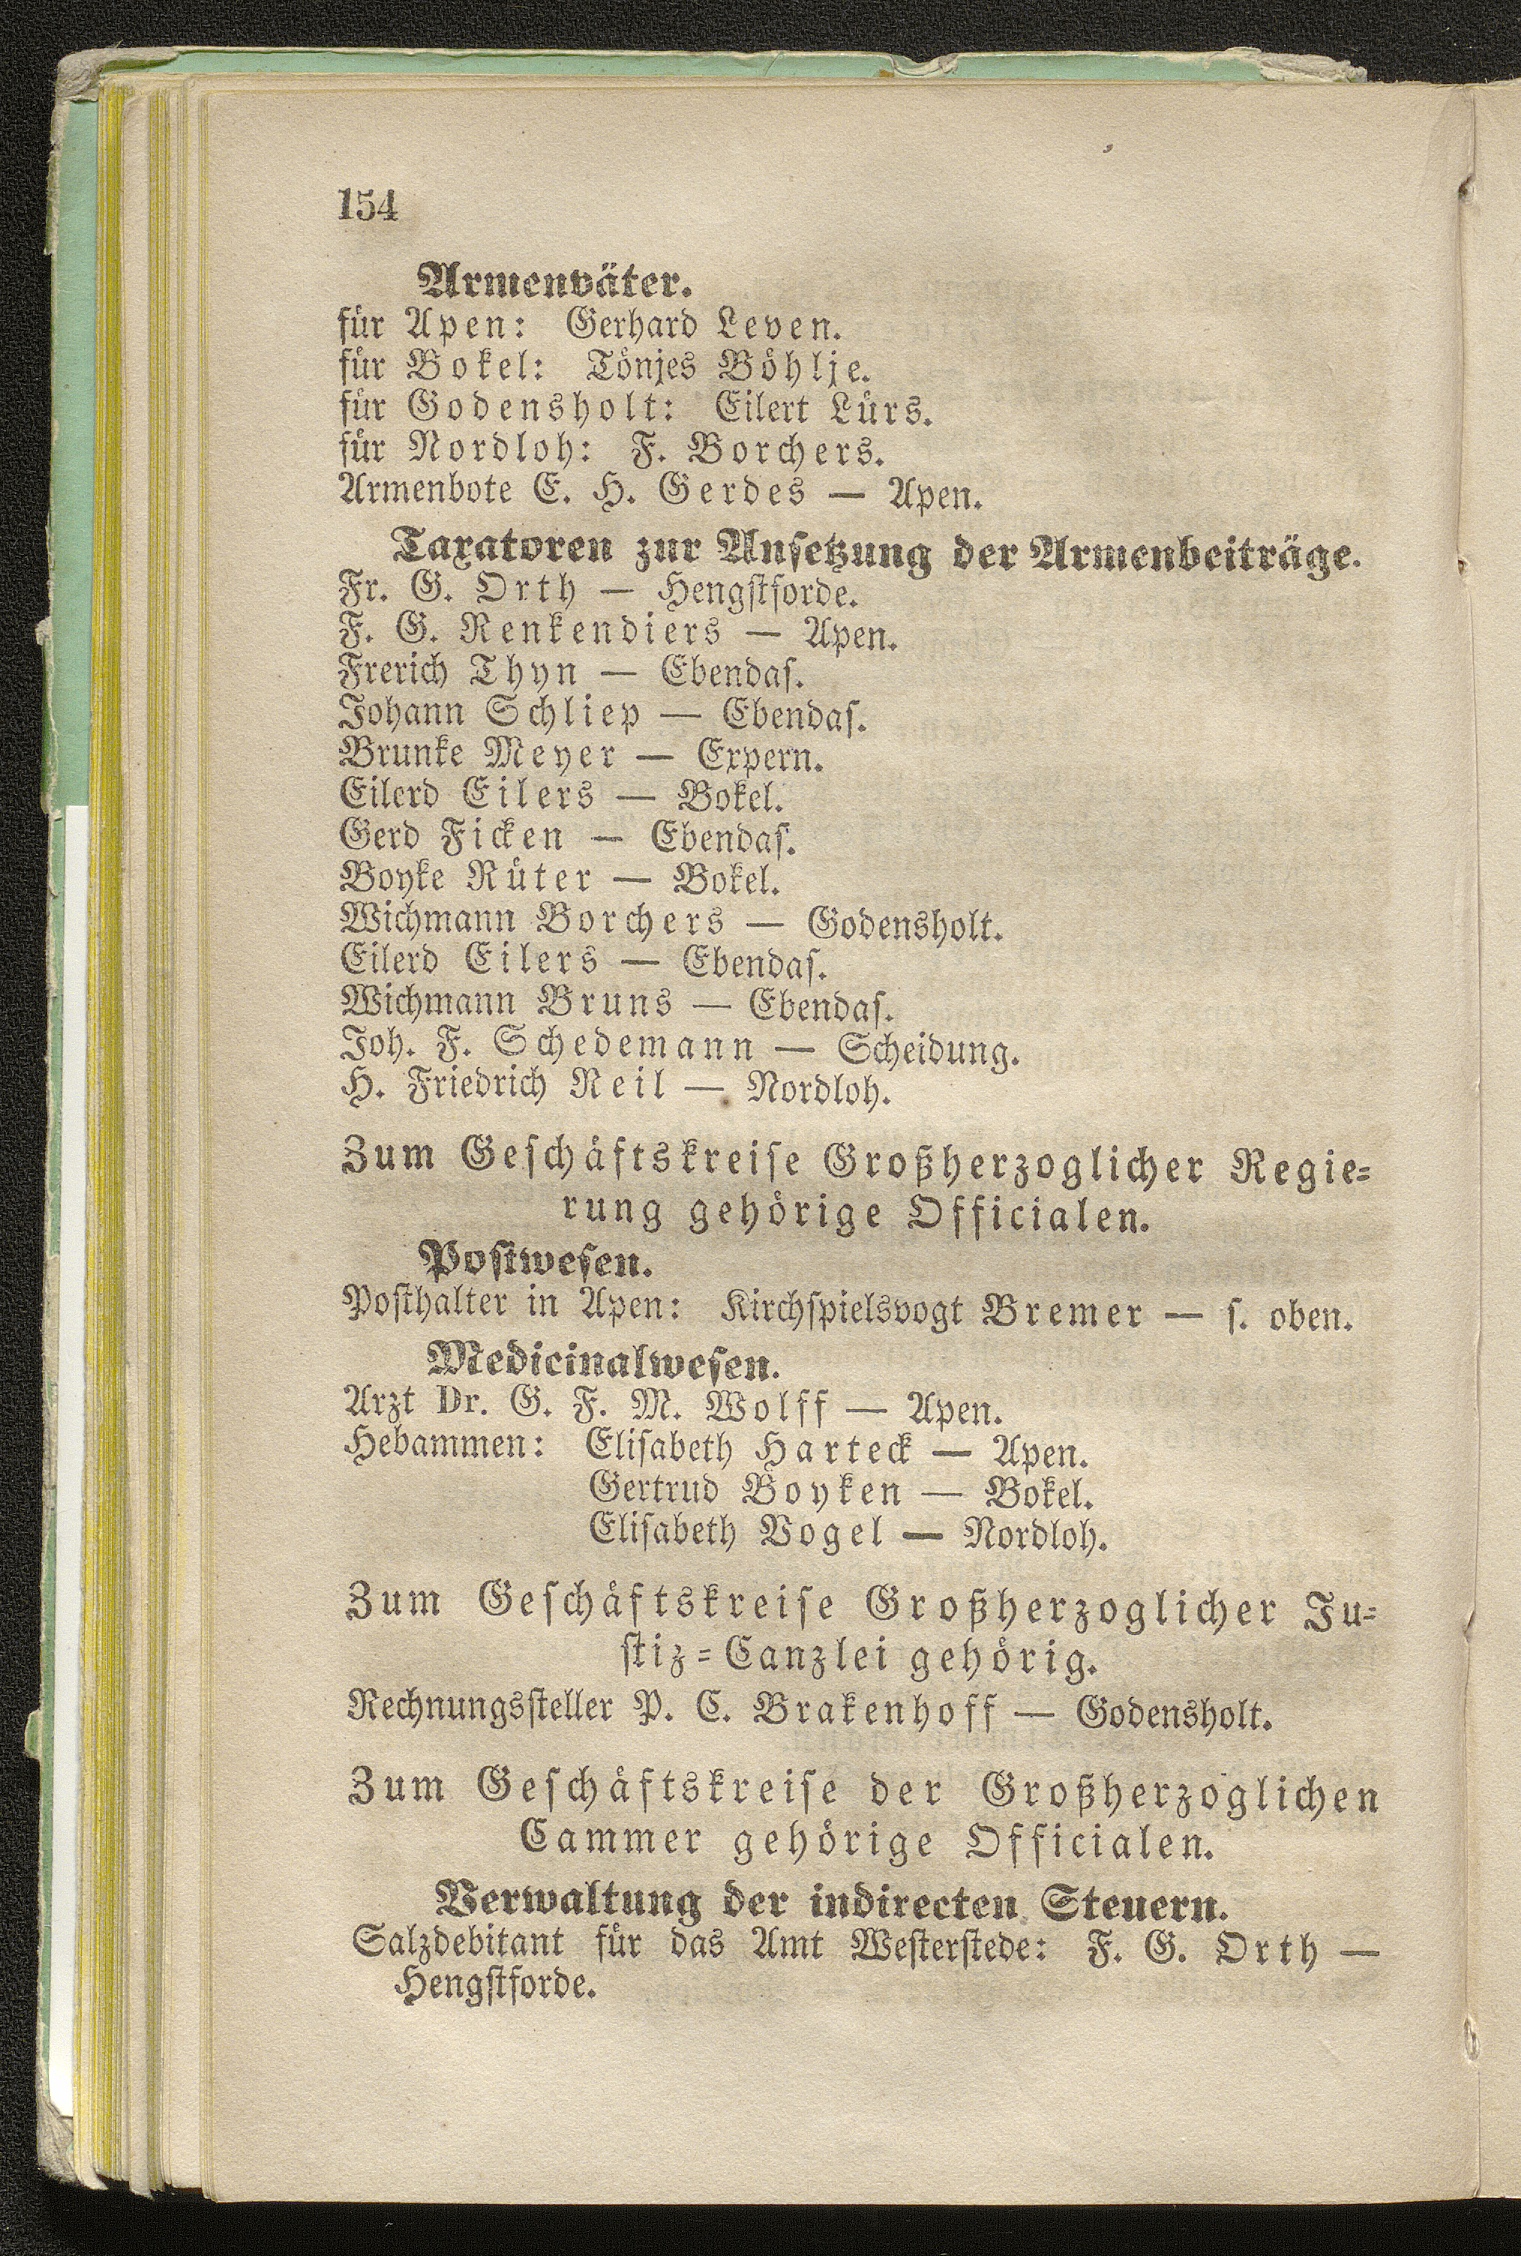 154
Armenväter.
für Apen: Gerhard Leven.
für Bokel: Tönjes Böhlje.
für Godensholt: Eilert Lürs.
für Nordloh: F. Borchers.
Armenbote E. H. Gerdes — Apen.
Taxatoren zur Ansetzung der Armenbeiträge.
Fr. G. Orth — Hengstforde.
F. G. Renkendiers — Apen.
Frerich Thyn — Ebendas.
Johann Schliep — Ebendas.
Brunke Meyer — Expern.
Eilerd Eilers — Bokel.
Gerd Ficken — Ebendas.
Boyke Rüter — Bokel.
Wichmann Borchers — Godensholt.
Eilerd Eilers — Ebendas.
Wichmann Bruns — Ebendas.
Joh. F. Schedemann — Scheidung.
H. Friedrich Reil — Nordloh.
Zum Geschäftskreise Großherzoglicher Regie-
rung gehörige Officialen.
Postwesen.
Posthalter in Apen: Kirchspielsvogt Bremer — s. oben.
Medicinalwesen.
Arzt Dr. G. F. M. Wolff — Apen.
Hebammen: Elisabeth Harteck — Apen.
Gertrud Boyken — Bokel.
Elisabeth Vogel — Nordloh.
Zum Geschäftskreise Großherzoglicher Ju-
stiz-Canzlei gehörig.
Rechnungssteller P. C. Brakenhoff — Godensholt.
Zum Geschäftskreise der Großherzoglichen
Cammer gehörige Officialen.
Verwaltung der indirecten Steuern.
Salzdebitant für das Amt Westerstede: F. G. Orth —
Hengstforde.